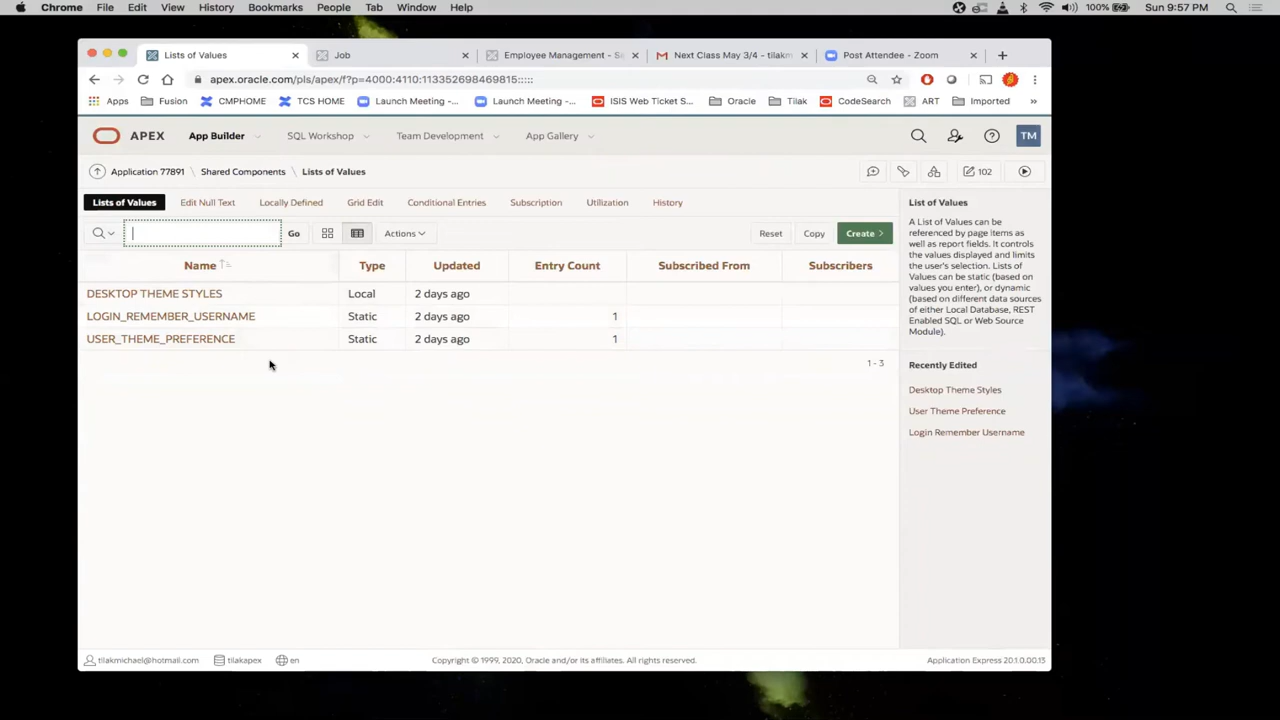 Chrome File Edit View History Bookmarks People Tab Window Help 100% Sun 9:57 PM
Lists of Values Job Employee Management - Si Next Class May 3/4 - tilakm Post Attendee - Zoom
apex.oracle.com/pls/apex/f?p=4000:4110:113352698469815:::::
Apps Fusion CMPHOME TCS HOME Launch Meeting -... Launch Meeting -... ISIS Web Ticket S... Oracle Tilak CodeSearch ART Imported »
APEX App Builder SQL Workshop Team Development App Gallery TM
Application 77891 \ Shared Components \ Lists of Values 102
Lists of Values Edit Null Text Locally Defined Grid Edit Conditional Entries Subscription Utilization History
Go Actions Reset Copy Create
Name Type Updated Entry Count Subscribed From Subscribers
DESKTOP THEME STYLES Local 2 days ago
LOGIN_REMEMBER_USERNAME Static 2 days ago 1
USER_THEME_PREFERENCE Static 2 days ago 1
1 - 3
List of Values
A List of Values can be
referenced by page items as
well as report fields. It controls
the values displayed and limits
the user's selection. Lists of
Values can be static (based on
values you enter), or dynamic
(based on different data sources
of either Local Database, REST
Enabled SQL or Web Source
Module).
Recently Edited
Desktop Theme Styles
User Theme Preference
Login Remember Username
tilakmichael@hotmail.com tilakapex en Copyright © 1999, 2020, Oracle and/or its affiliates. All rights reserved. Application Express 20.1.0.00.13